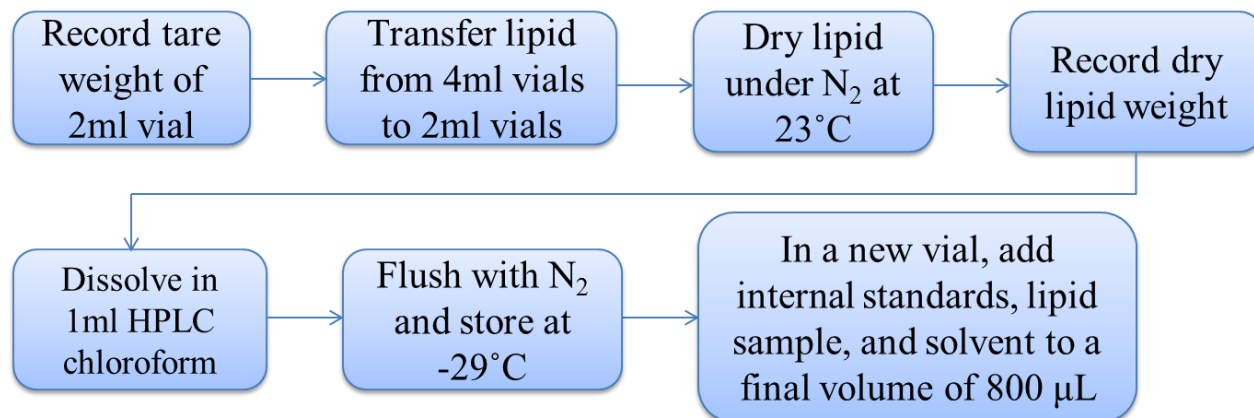 Record tare
weight of
2ml vial
Transfer lipid
from 4ml vials
to 2ml vials
Dry lipid
under N₂ at
23˚C
Record dry
lipid weight
Dissolve in
1ml HPLC
chloroform
Flush with N₂
and store at
-29˚C
In a new vial, add
internal standards, lipid
sample, and solvent to a
final volume of 800 µL